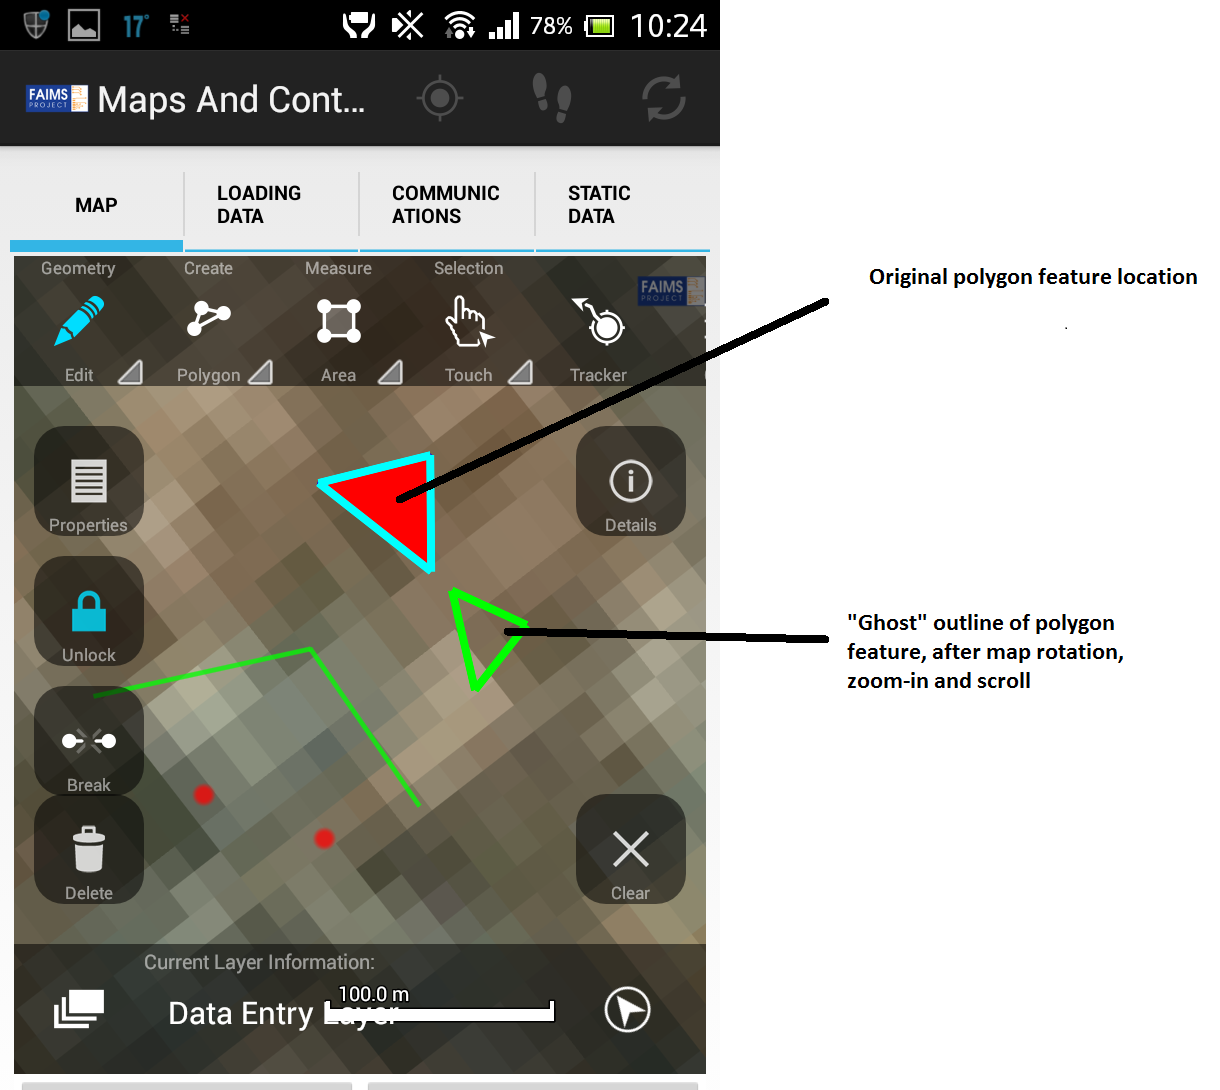 17°
78%
10:24
FAIMS
PROJECT
Maps And Cont...
MAP
LOADING
DATA
COMMUNIC
ATIONS
STATIC
DATA
Geometry
Create
Measure
Selection
FAIMS
PROJECT
Edit
Polygon
Area
Touch
Tracker
Original polygon feature location
Properties
Details
Unlock
"Ghost" outline of polygon
feature, after map rotation,
zoom-in and scroll
Break
Delete
Clear
Current Layer Information:
100.0 m
Data Entry Layer